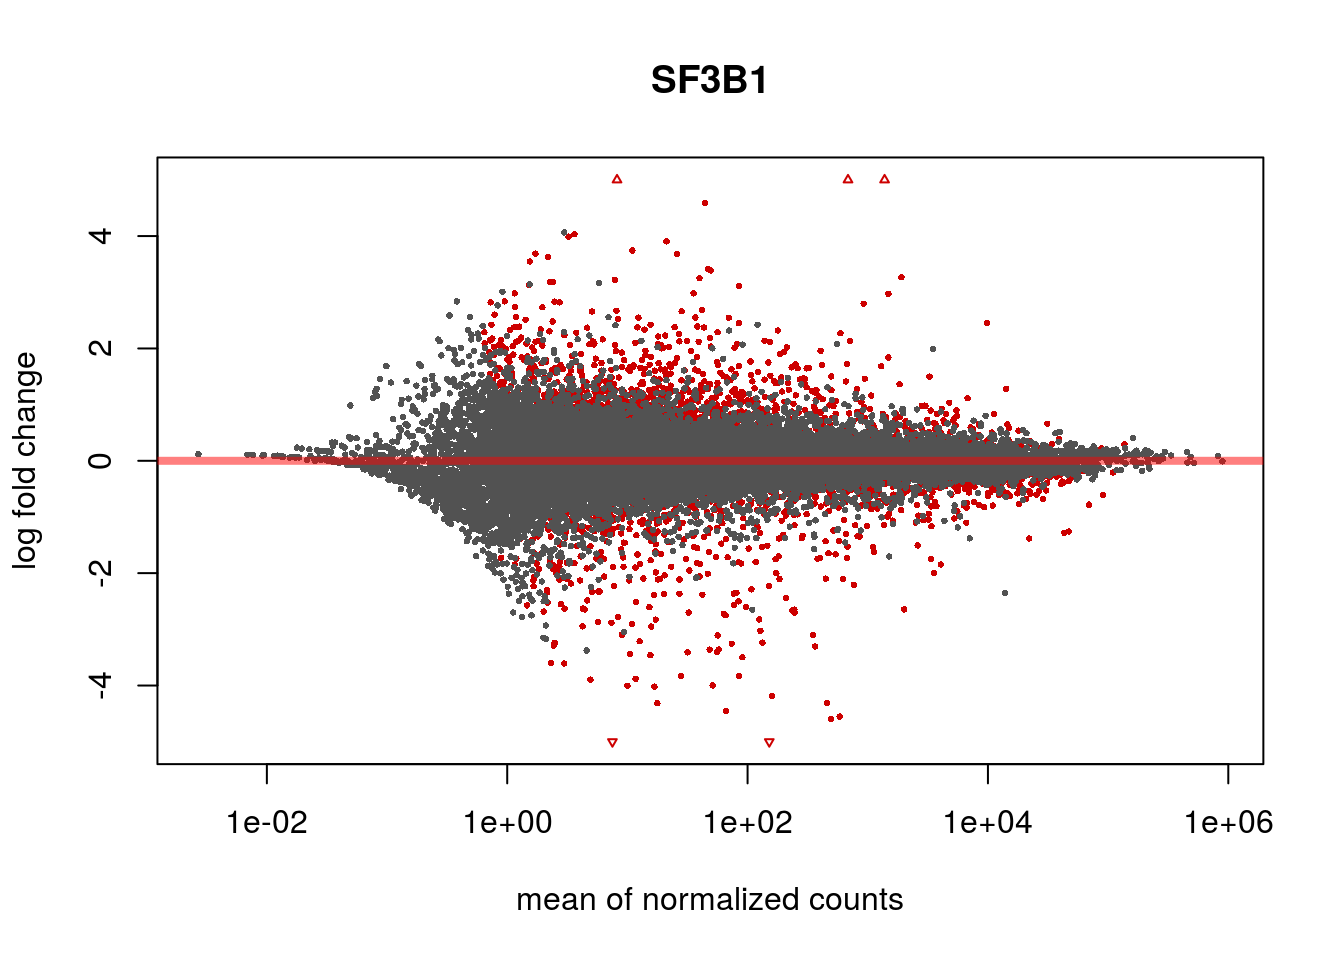 SF3B1
log fold change
4
2
0
-2
-4
1e-02
1e+00
1e+02
1e+04
1e+06
mean of normalized counts